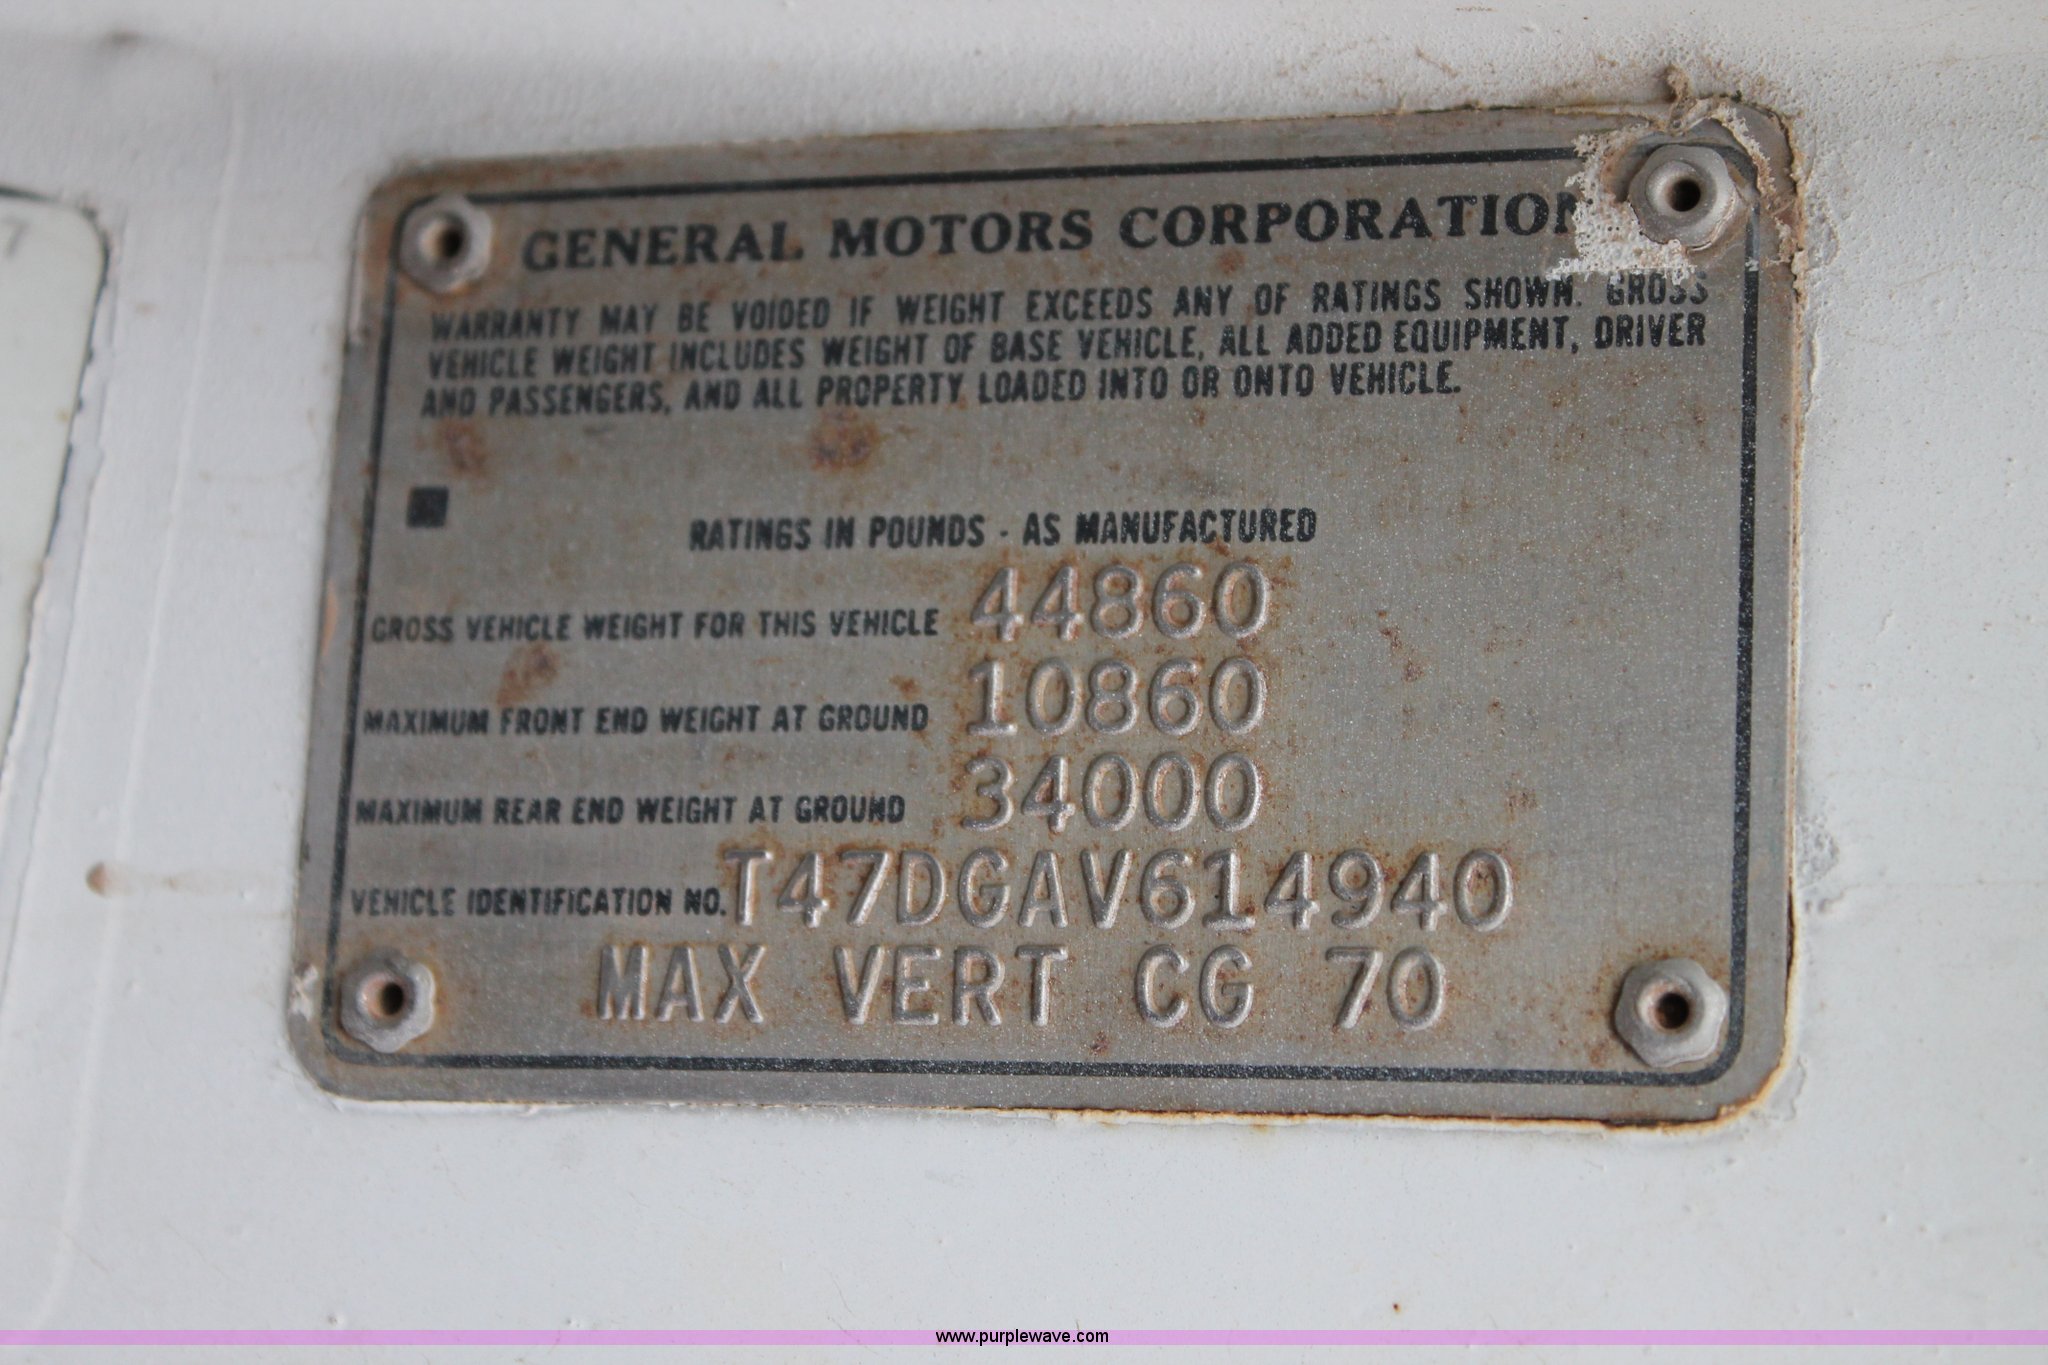 7
GENERAL MOTORS CORPORATION
WARRANTY MAY BE VOIDED IF WEIGHT EXCEEDS ANY OF RATINGS SHOWN. GROSS
VEHICLE WEIGHT INCLUDES WEIGHT OF BASE VEHICLE, ALL ADDED EQUIPMENT, DRIVER
AND PASSENGERS, AND ALL PROPERTY LOADED INTO OR ONTO VEHICLE.
RATINGS IN POUNDS - AS MANUFACTURED
GROSS VEHICLE WEIGHT FOR THIS VEHICLE 44860
MAXIMUM FRONT END WEIGHT AT GROUND 10860
MAXIMUM REAR END WEIGHT AT GROUND 34000
VEHICLE IDENTIFICATION NO. T47DGAV614940
MAX VERT CG 70
www.purplewave.com